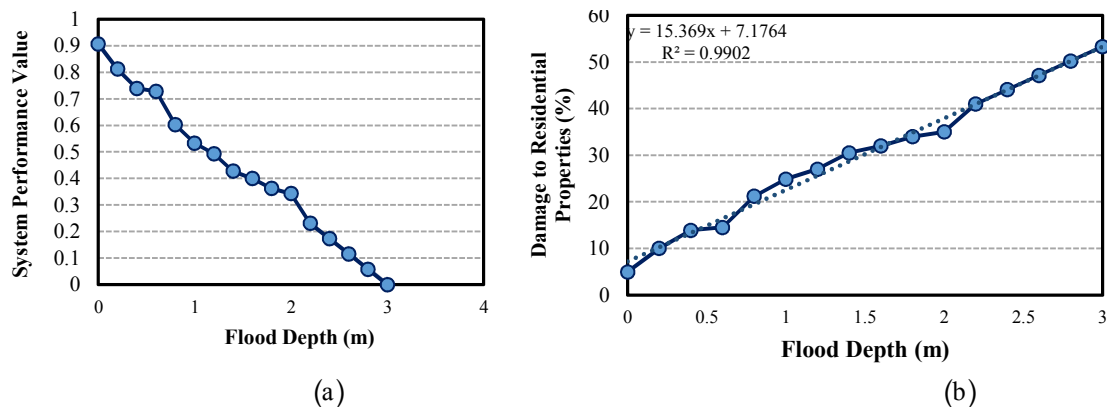 System Performance Value
1
0.9
0.8
0.7
0.6
0.5
0.4
0.3
0.2
0.1
0
0 1 2 3 4
Flood Depth (m)
(a)
Damage to Residential
Properties (%)
60
50
40
30
20
10
0
y = 15.369x + 7.1764
R² = 0.9902
0 0.5 1 1.5 2 2.5 3
Flood Depth (m)
(b)